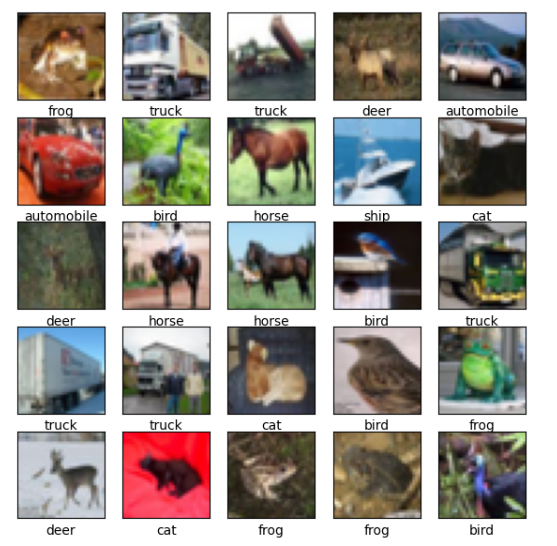 frog truck truck deer automobile
automobile bird horse ship cat
deer horse horse bird truck
truck truck cat bird frog
deer cat frog frog bird